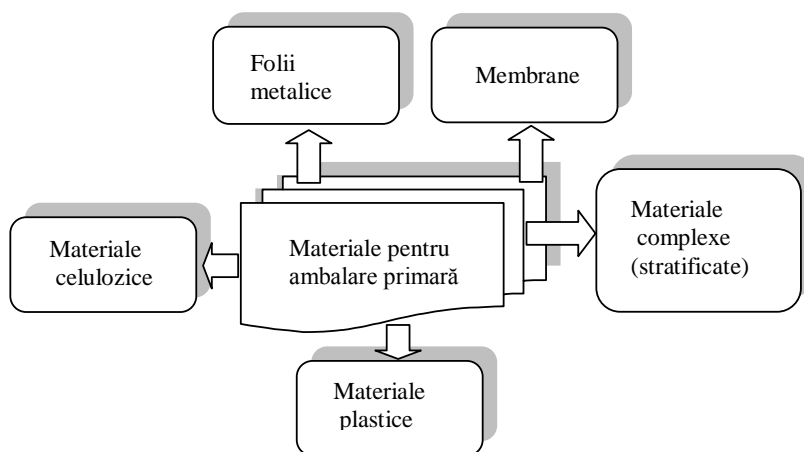 Folii
metalice
Membrane
Materiale
complexe
(stratificate)
Materiale
celulozice
Materiale pentru
ambalare primară
Materiale
plastice